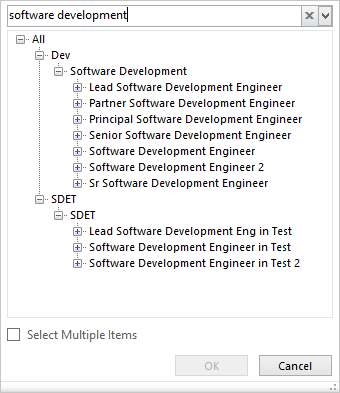 software development
All
Dev
Software Development
Lead Software Development Engineer
Partner Software Development Engineer
Principal Software Development Engineer
Senior Software Development Engineer
Software Development Engineer
Software Development Engineer 2
Sr Software Development Engineer
SDET
SDET
Lead Software Development Eng in Test
Software Development Engineer in Test
Software Development Engineer in Test 2
Select Multiple Items
OK Cancel